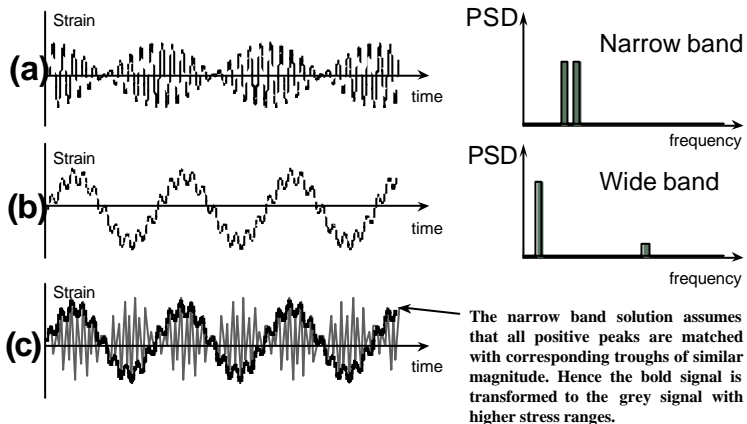 Strain
(a)
time
PSD
Narrow band
frequency
Strain
(b)
time
PSD
Wide band
frequency
Strain
(c)
time
The narrow band solution assumes
that all positive peaks are matched
with corresponding troughs of similar
magnitude. Hence the bold signal is
transformed to the grey signal with
higher stress ranges.